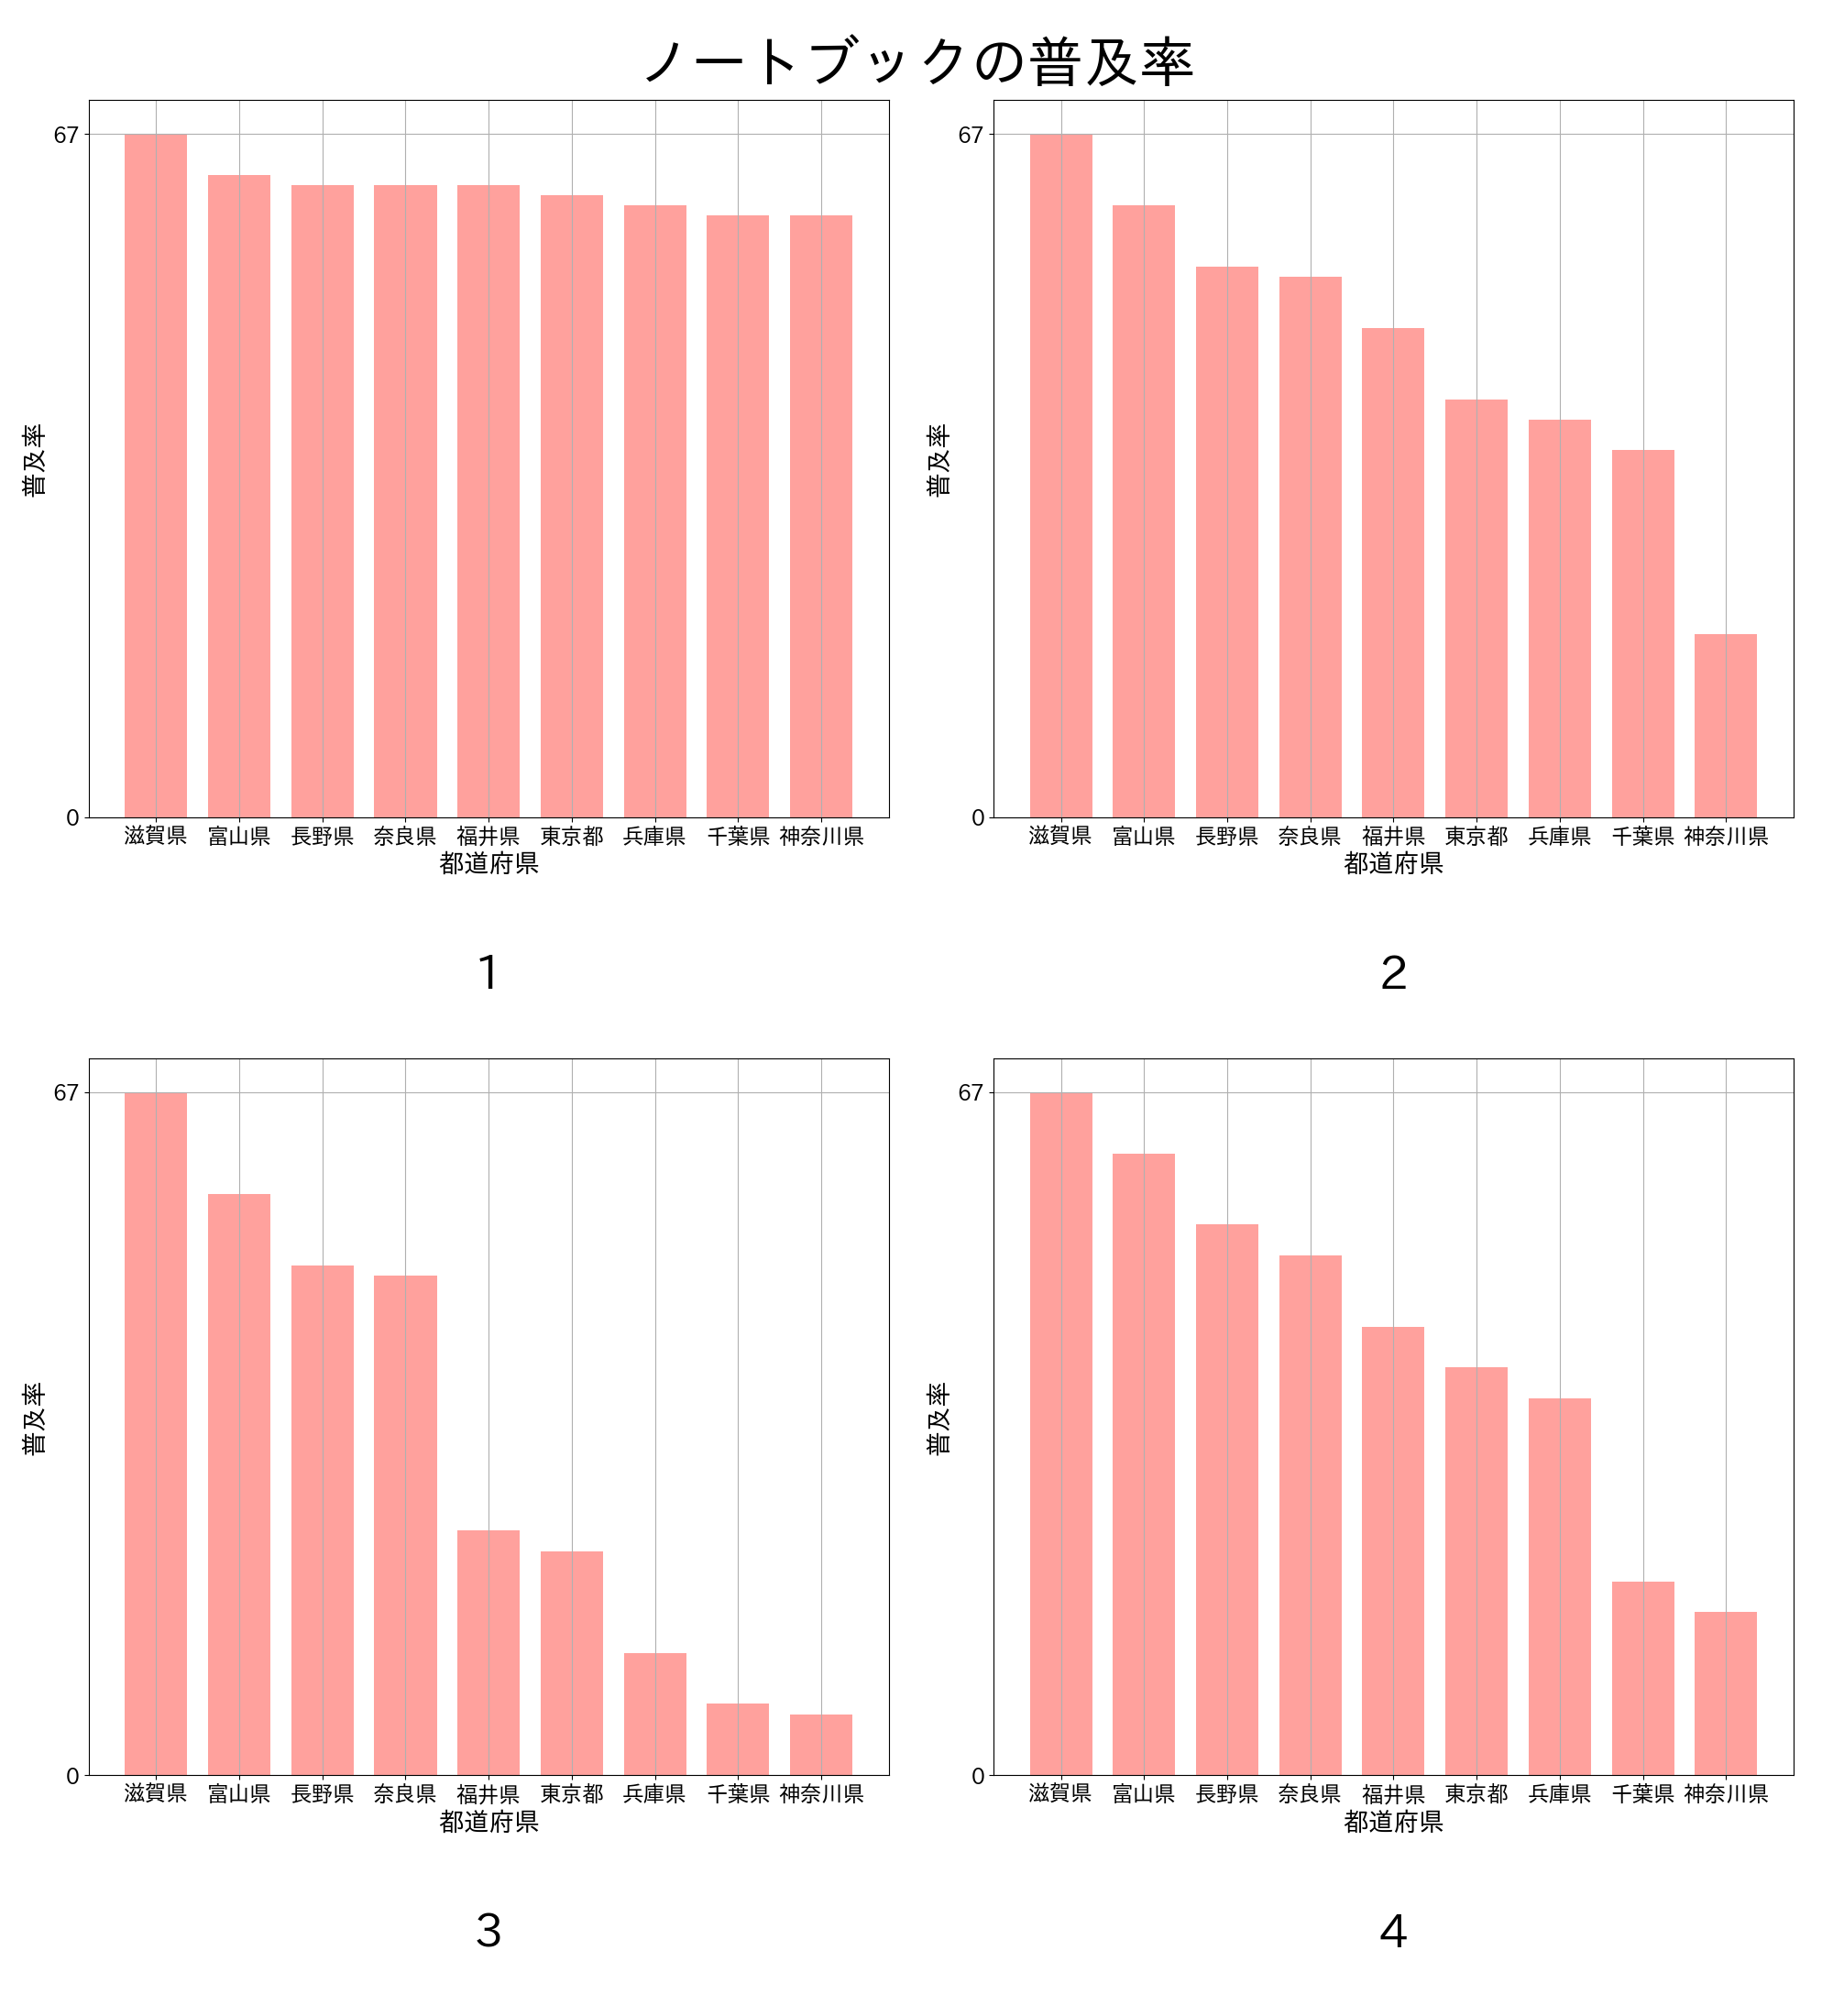 ノートブックの普及率
67
0
普及率
滋賀県 富山県 長野県 奈良県 福井県 東京都 兵庫県 千葉県 神奈川県
都道府県
1
67
0
普及率
滋賀県 富山県 長野県 奈良県 福井県 東京都 兵庫県 千葉県 神奈川県
都道府県
2
67
0
普及率
滋賀県 富山県 長野県 奈良県 福井県 東京都 兵庫県 千葉県 神奈川県
都道府県
3
67
0
普及率
滋賀県 富山県 長野県 奈良県 福井県 東京都 兵庫県 千葉県 神奈川県
都道府県
4